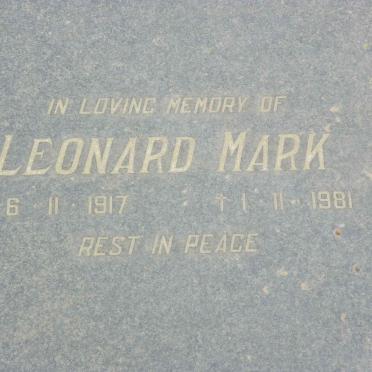 IN LOVING MEMORY OF
LEONARD MARK
6 · 11 · 1917 † 1 · 11 · 1981
REST IN PEACE